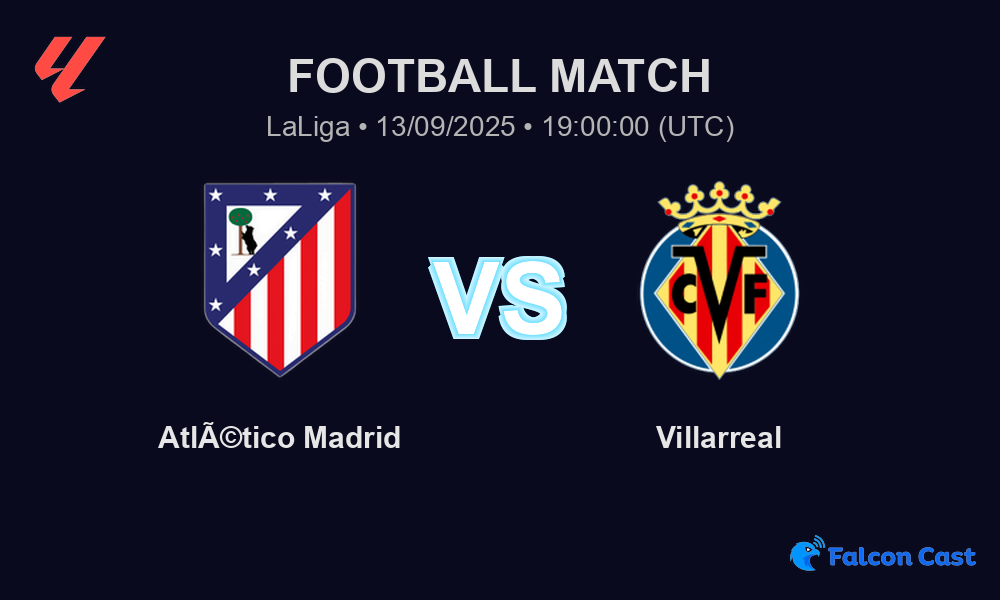 FOOTBALL MATCH
LaLiga • 13/09/2025 • 19:00:00 (UTC)
VS
CVF
AtlÃ©tico Madrid
Villarreal
Falcon Cast